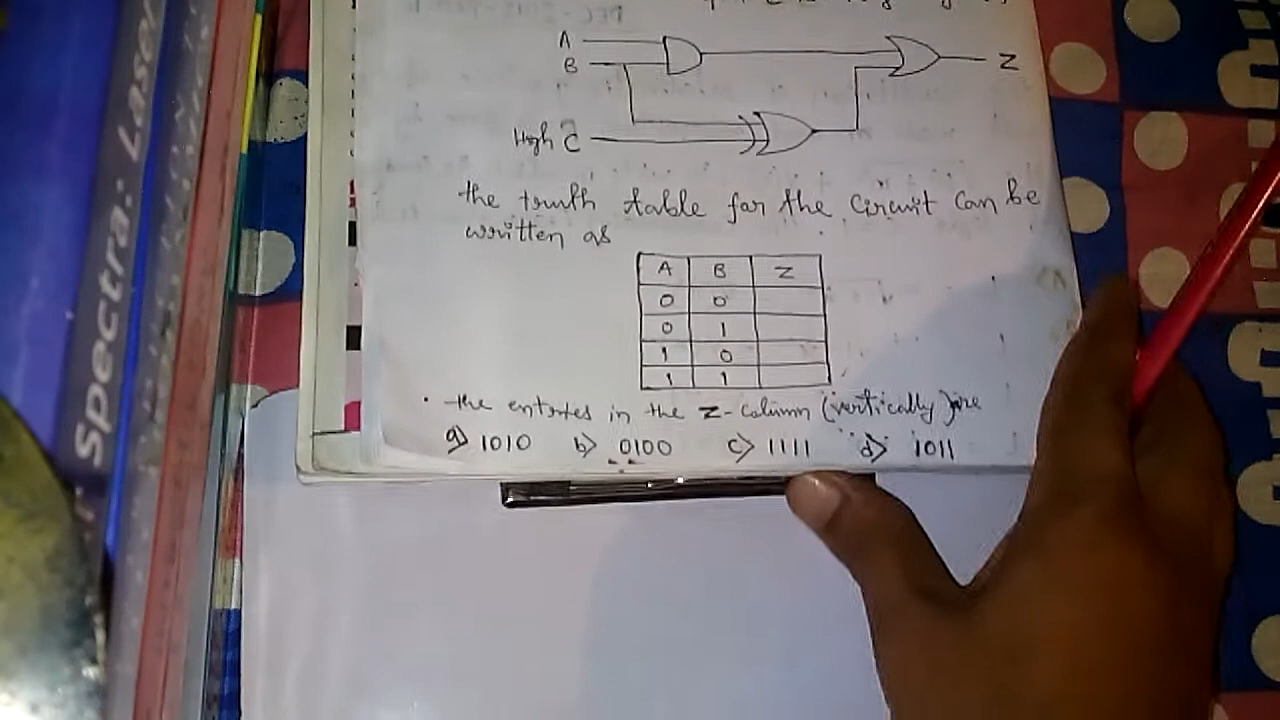 A
B
Z
High C
the truth table for the circuit can be
written as
A B Z
0 0
0 1
1 0
1 1
. the entries in the Z-column (vertically) are
a) 1010 b) 0100 c) 1111 d) 1011
Spectra: Laser